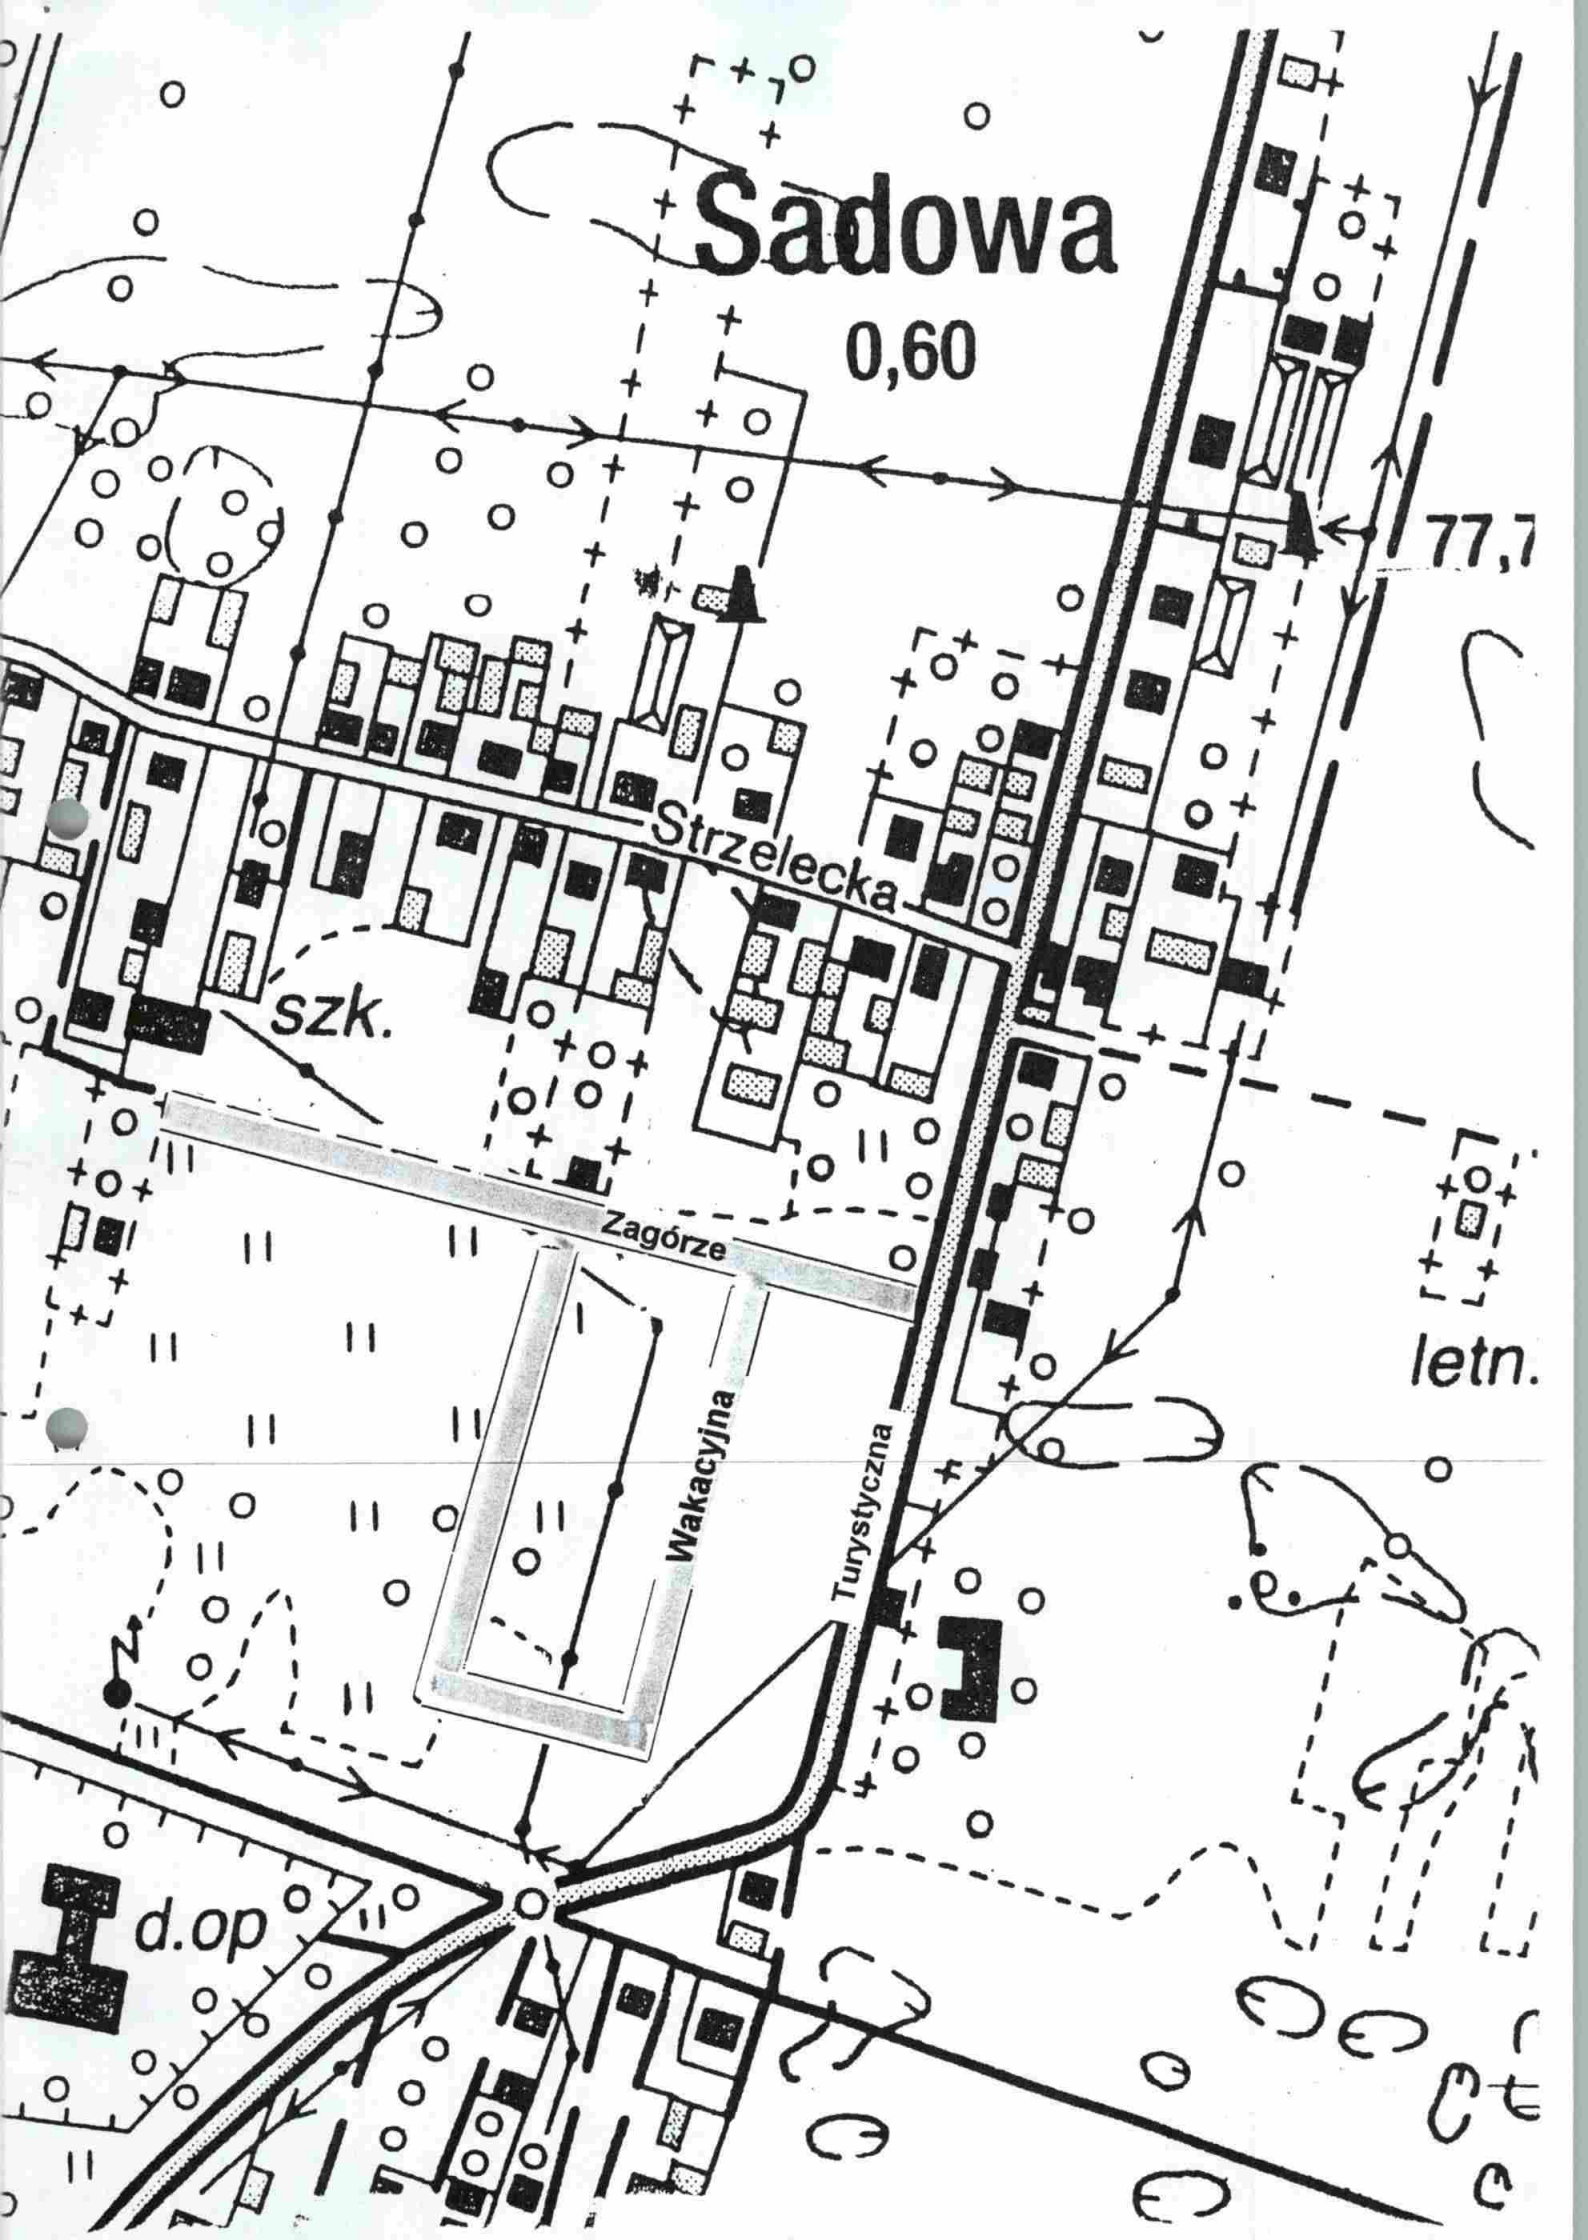 Sadowa
0,60
77,7
Strzelecka
szk.
Zagórze
letn.
Wakacyjna
Turystyczna
d.op